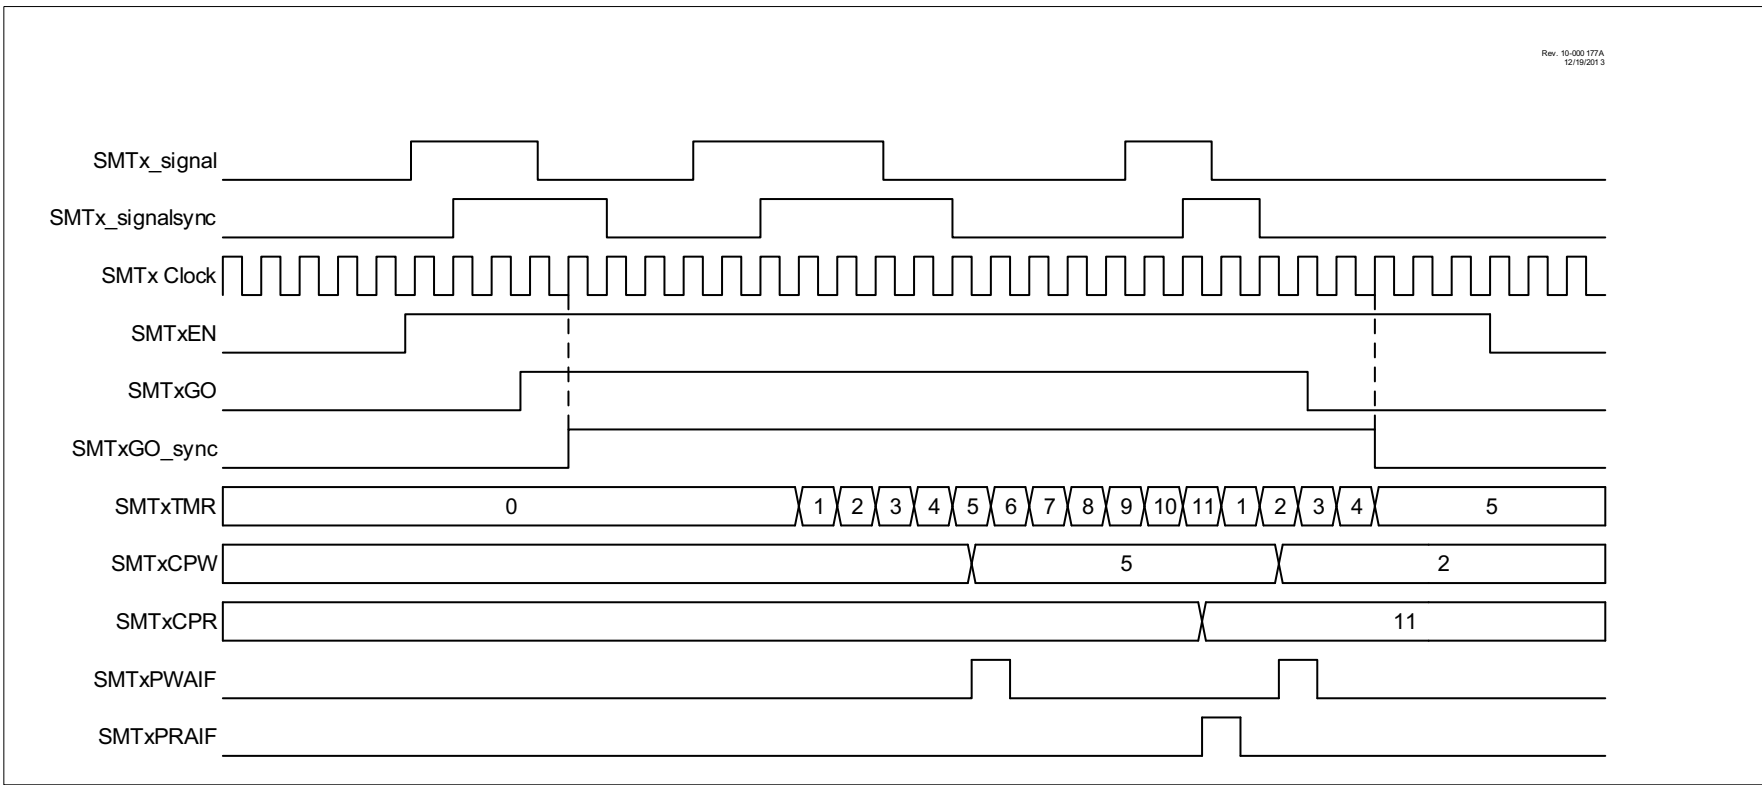 Rev. 10-000 177A
12/19/201 3
SMTx_signal
SMTx_signalsync
SMTx Clock
SMTxEN
SMTxGO
SMTxGO_sync
SMTxTMR 0 1 2 3 4 5 6 7 8 9 10 11 1 2 3 4 5
SMTxCPW 5 2
SMTxCPR 11
SMTxPWAIF
SMTxPRAIF